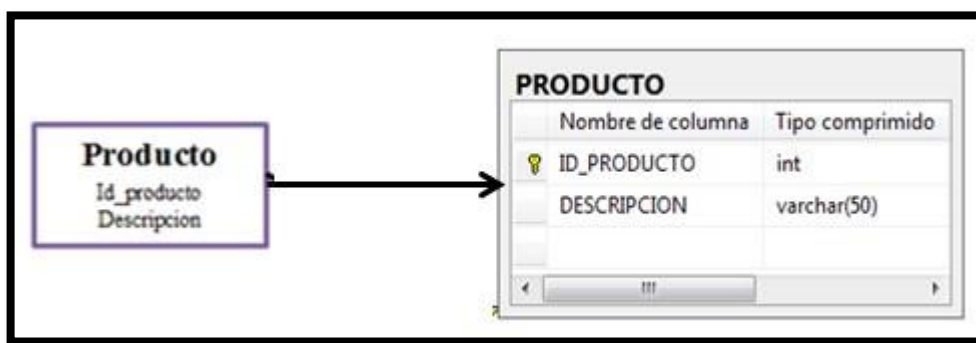 Producto
Id_producto
Descripcion
PRODUCTO
Nombre de columna Tipo comprimido
ID_PRODUCTO int
DESCRIPCION varchar(50)